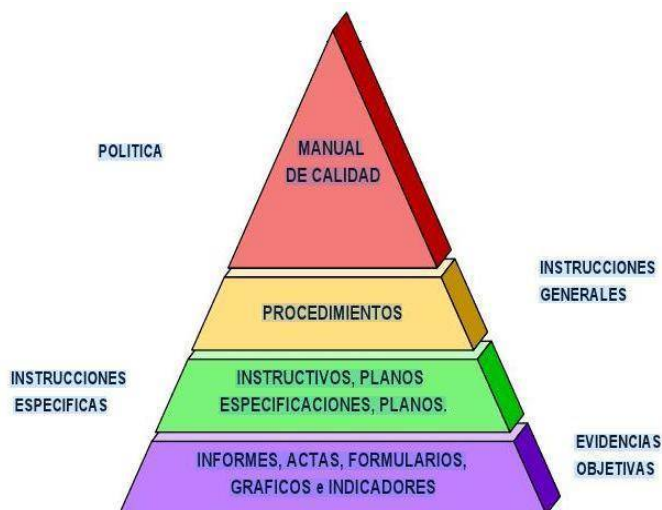 POLITICA
MANUAL
DE CALIDAD
INSTRUCCIONES
GENERALES
PROCEDIMIENTOS
INSTRUCCIONES
ESPECIFICAS
INSTRUCTIVOS, PLANOS
ESPECIFICACIONES, PLANOS.
EVIDENCIAS
OBJETIVAS
INFORMES, ACTAS, FORMULARIOS,
GRAFICOS e INDICADORES